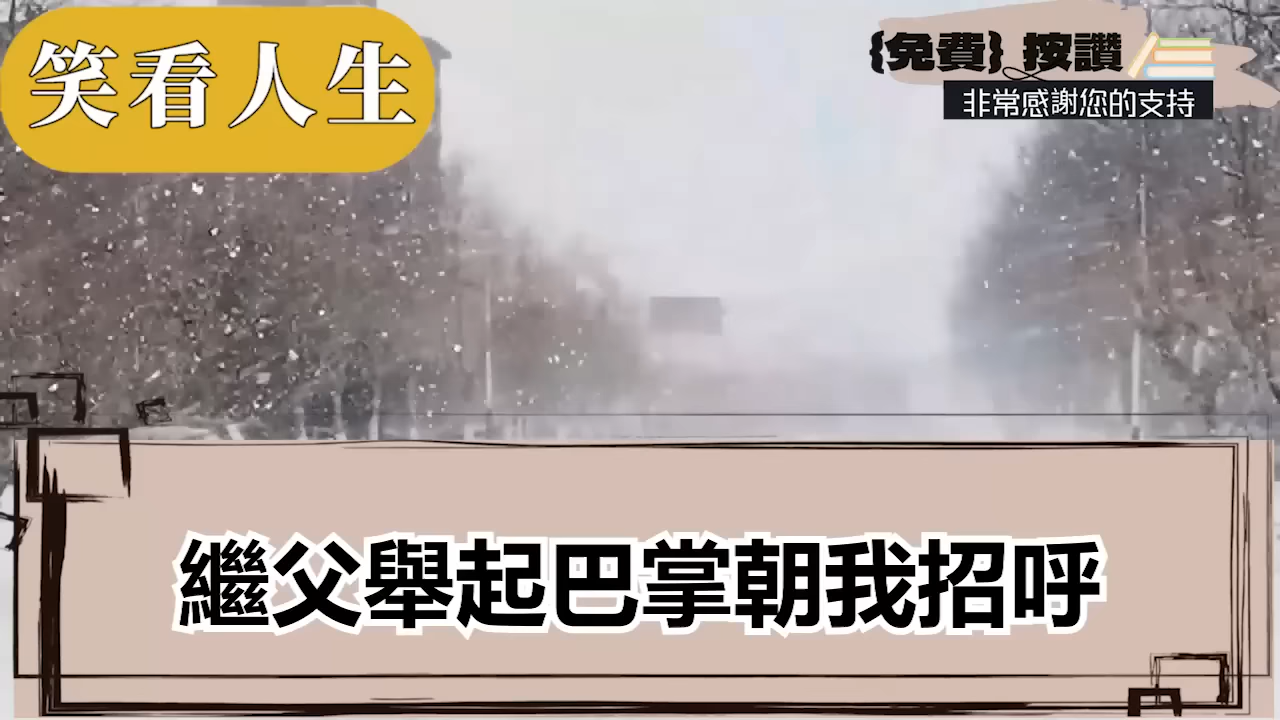 笑看人生
{免費} 按讚
非常感謝您的支持
繼父舉起巴掌朝我招呼